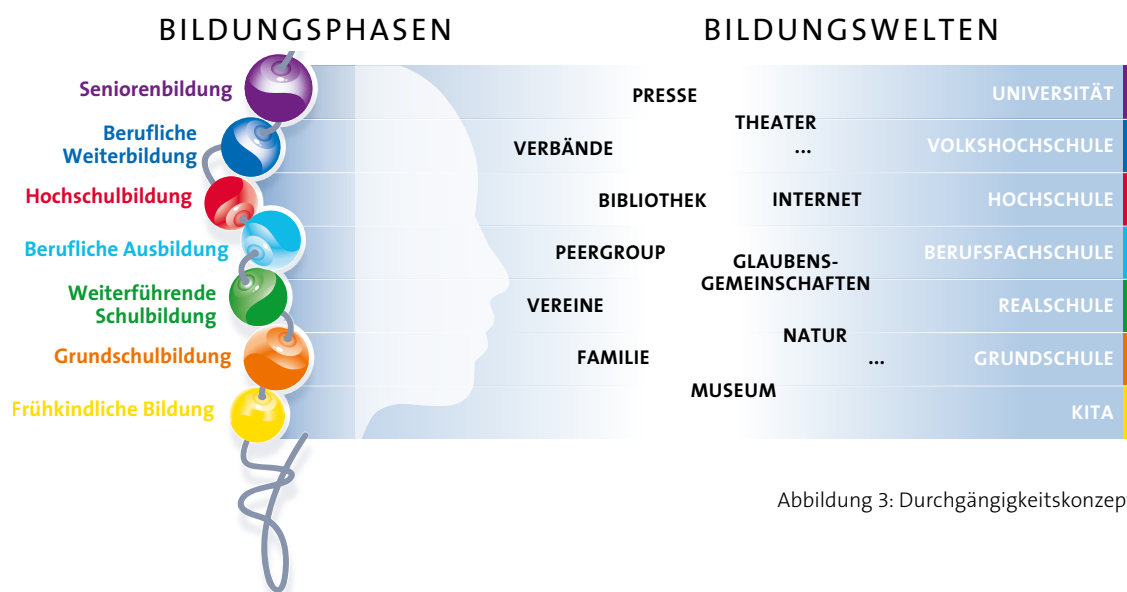 BILDUNGSPHASEN
BILDUNGSWELTEN
Seniorenbildung
Berufliche
Weiterbildung
Hochschulbildung
Berufliche Ausbildung
Weiterführende
Schulbildung
Grundschulbildung
Frühkindliche Bildung
PRESSE
THEATER
...
VERBÄNDE
BIBLIOTHEK
INTERNET
PEERGROUP
GLAUBENS-
GEMEINSCHAFTEN
VEREINE
NATUR
...
FAMILIE
MUSEUM
UNIVERSITÄT
VOLKSHOCHSCHULE
HOCHSCHULE
BERUFSFACHSCHULE
REALSCHULE
GRUNDSCHULE
KITA
Abbildung 3: Durchgängigkeitskonzep